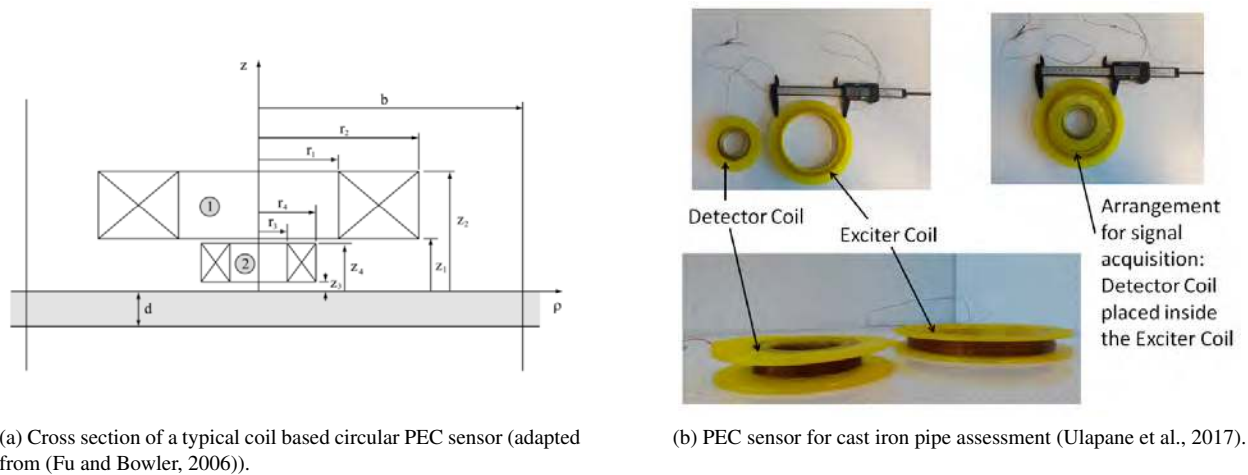 z
b
r₂
r₁
r₄
r₃
1
2
z₂
z₁
z₄
z₃
d
ρ
Detector Coil
Exciter Coil
Arrangement
for signal
acquisition:
Detector Coil
placed inside
the Exciter Coil
(a) Cross section of a typical coil based circular PEC sensor (adapted
from (Fu and Bowler, 2006)).
(b) PEC sensor for cast iron pipe assessment (Ulapane et al., 2017).